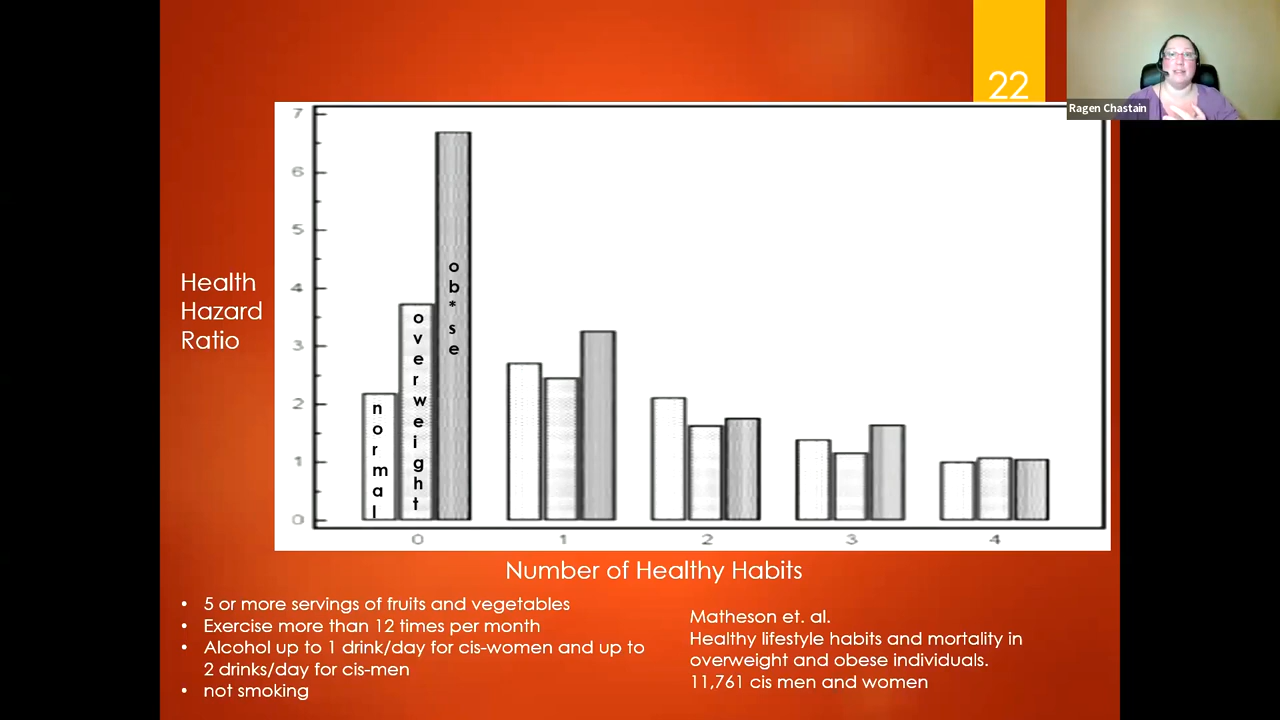 22
Ragen Chastain
Health
Hazard
Ratio
7
6
5
4
3
2
1
0
normal
overweight
ob*se
0 1 2 3 4
Number of Healthy Habits
• 5 or more servings of fruits and vegetables
• Exercise more than 12 times per month
• Alcohol up to 1 drink/day for cis-women and up to
2 drinks/day for cis-men
• not smoking
Matheson et. al.
Healthy lifestyle habits and mortality in
overweight and obese individuals.
11,761 cis men and women